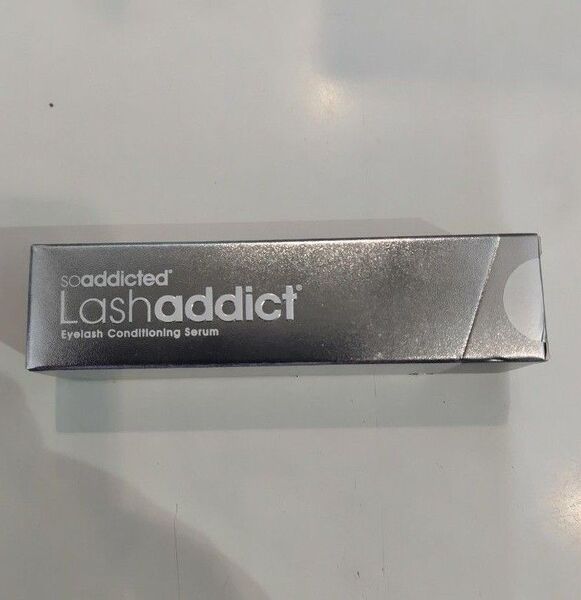 soaddicted®
Lashaddict®
Eyelash Conditioning Serum